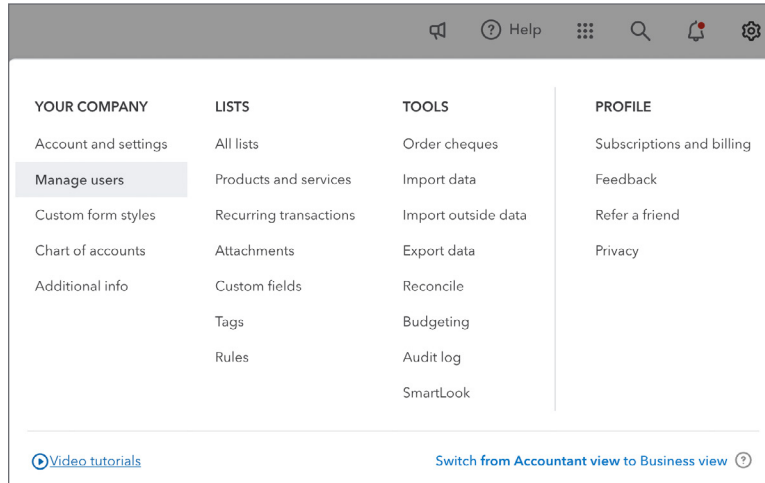 Help
YOUR COMPANY
Account and settings
Manage users
Custom form styles
Chart of accounts
Additional info
LISTS
All lists
Products and services
Recurring transactions
Attachments
Custom fields
Tags
Rules
TOOLS
Order cheques
Import data
Import outside data
Export data
Reconcile
Budgeting
Audit log
SmartLook
PROFILE
Subscriptions and billing
Feedback
Refer a friend
Privacy
Video tutorials
Switch from Accountant view to Business view